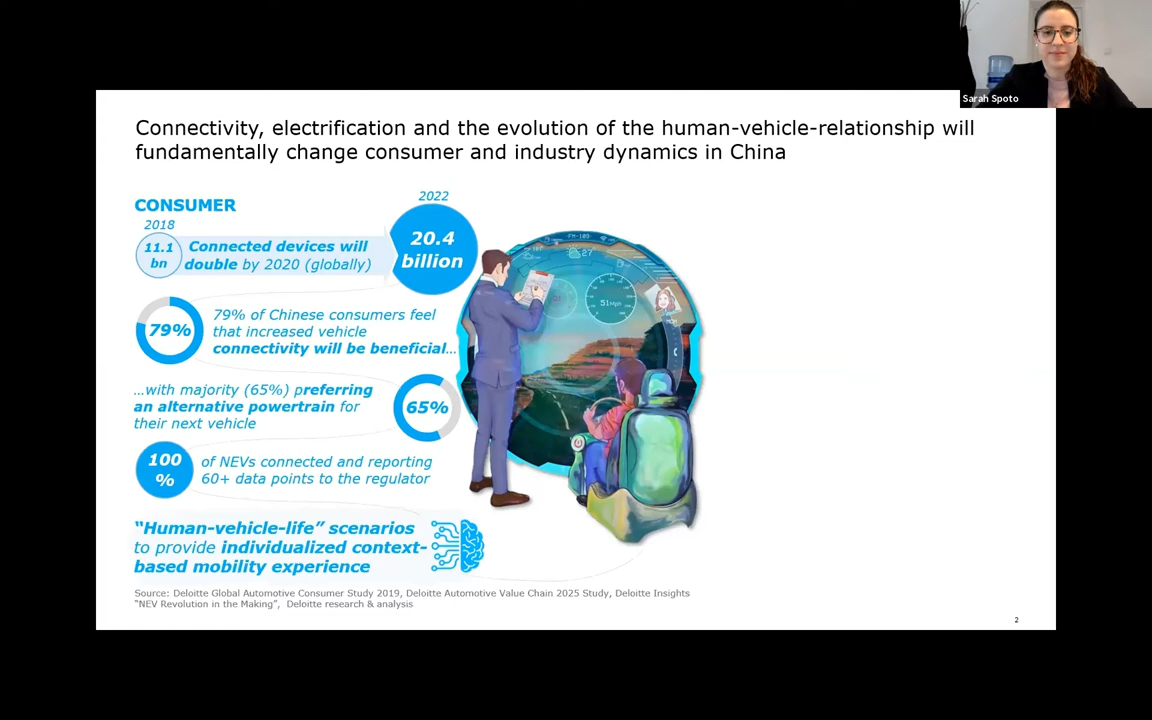 Sarah Spoto
Connectivity, electrification and the evolution of the human-vehicle-relationship will
fundamentally change consumer and industry dynamics in China
CONSUMER
2018
11.1
bn
Connected devices will
double by 2020 (globally)
2022
20.4
billion
79%
79% of Chinese consumers feel
that increased vehicle
connectivity will be beneficial…
…with majority (65%) preferring
an alternative powertrain for
their next vehicle
65%
100
%
of NEVs connected and reporting
60+ data points to the regulator
“Human-vehicle-life” scenarios
to provide individualized context-
based mobility experience
FM-109
27
51Mph
MOM
Source: Deloitte Global Automotive Consumer Study 2019, Deloitte Automotive Value Chain 2025 Study, Deloitte Insights
“NEV Revolution in the Making”, Deloitte research & analysis
2